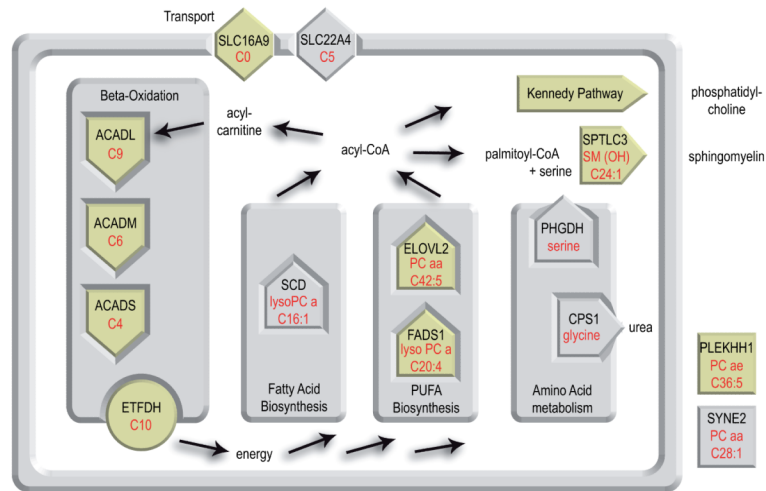 Transport
SLC16A9
C0
SLC22A4
C5
Beta-Oxidation
ACADL
C9
ACADM
C6
ACADS
C4
ETFDH
C10
acyl-
carnitine
acyl-CoA
Kennedy Pathway
phosphatidyl-
choline
palmitoyl-CoA
+ serine
SPTLC3
SM (OH)
C24:1
sphingomyelin
SCD
lysoPC a
C16:1
Fatty Acid
Biosynthesis
ELOVL2
PC aa
C42:5
FADS1
lyso PC a
C20:4
PUFA
Biosynthesis
PHGDH
serine
CPS1
glycine
urea
Amino Acid
metabolism
energy
PLEKHH1
PC ae
C36:5
SYNE2
PC aa
C28:1